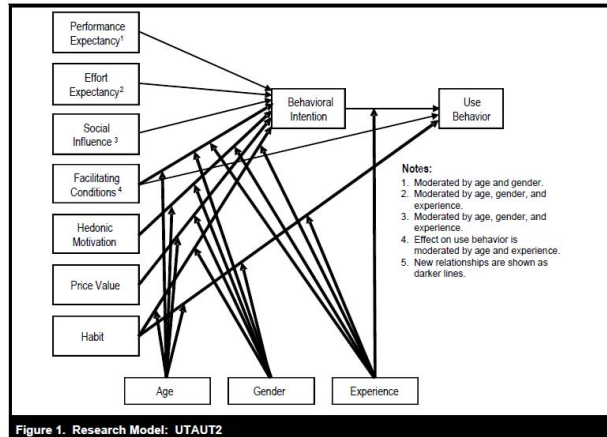 Performance
Expectancy1
Effort
Expectancy2
Social
Influence 3
Facilitating
Conditions 4
Hedonic
Motivation
Price Value
Habit
Behavioral
Intention
Use
Behavior
Notes:
1. Moderated by age and gender.
2. Moderated by age, gender, and
experience.
3. Moderated by age, gender, and
experience.
4. Effect on use behavior is
moderated by age and experience.
5. New relationships are shown as
darker lines.
Age
Gender
Experience
Figure 1. Research Model: UTAUT2